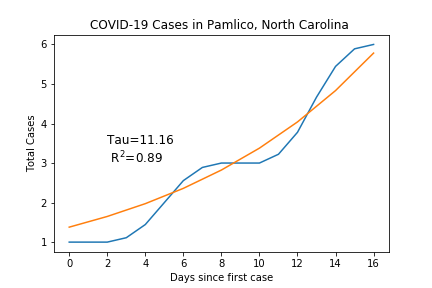 COVID-19 Cases in Pamlico, North Carolina
6
5
4
3
2
1
Total Cases
Tau=11.16
R²=0.89
0 2 4 6 8 10 12 14 16
Days since first case